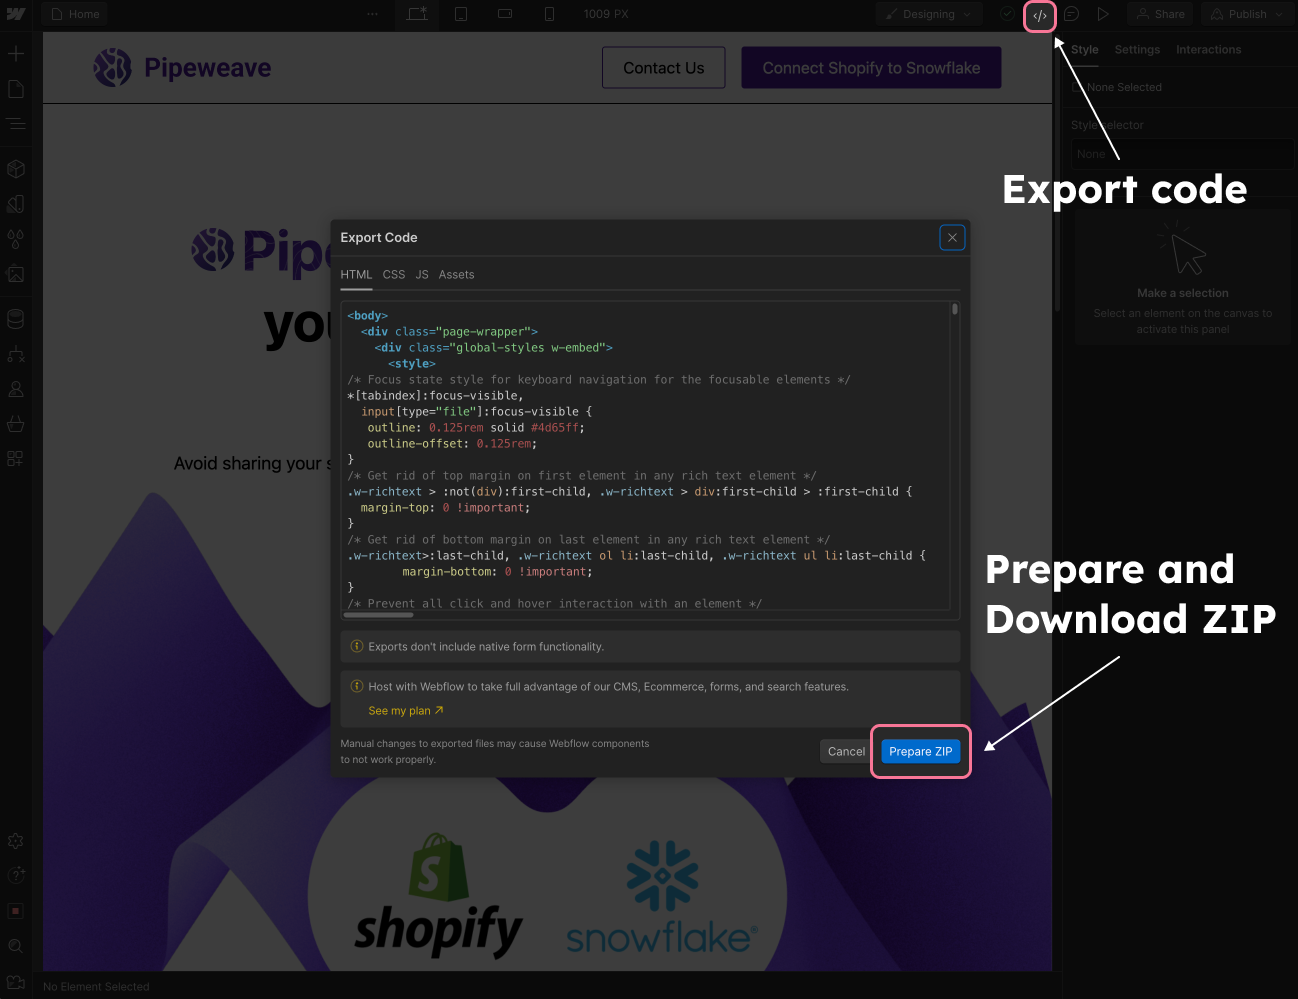 Home
1009 PX
Designing
Share
Publish
Pipeweave
Contact Us
Connect Shopify to Snowflake
Style Settings Interactions
None Selected
Style selector
None
Export code
Make a selection
Select an element on the canvas to
activate this panel
Pipe
you
Avoid sharing your s
Export Code
HTML CSS JS Assets
<body>
<div class="page-wrapper">
<div class="global-styles w-embed">
<style>
/* Focus state style for keyboard navigation for the focusable elements */
*[tabindex]:focus-visible,
input[type="file"]:focus-visible {
outline: 0.125rem solid #4d65ff;
outline-offset: 0.125rem;
}
/* Get rid of top margin on first element in any rich text element */
.w-richtext > :not(div):first-child, .w-richtext > div:first-child > :first-child {
margin-top: 0 !important;
}
/* Get rid of bottom margin on last element in any rich text element */
.w-richtext>:last-child, .w-richtext ol li:last-child, .w-richtext ul li:last-child {
margin-bottom: 0 !important;
}
/* Prevent all click and hover interaction with an element */
Exports don't include native form functionality.
Host with Webflow to take full advantage of our CMS, Ecommerce, forms, and search features.
See my plan
Manual changes to exported files may cause Webflow components
to not work properly.
Cancel
Prepare ZIP
Prepare and
Download ZIP
shopify
snowflake®
No Element Selected